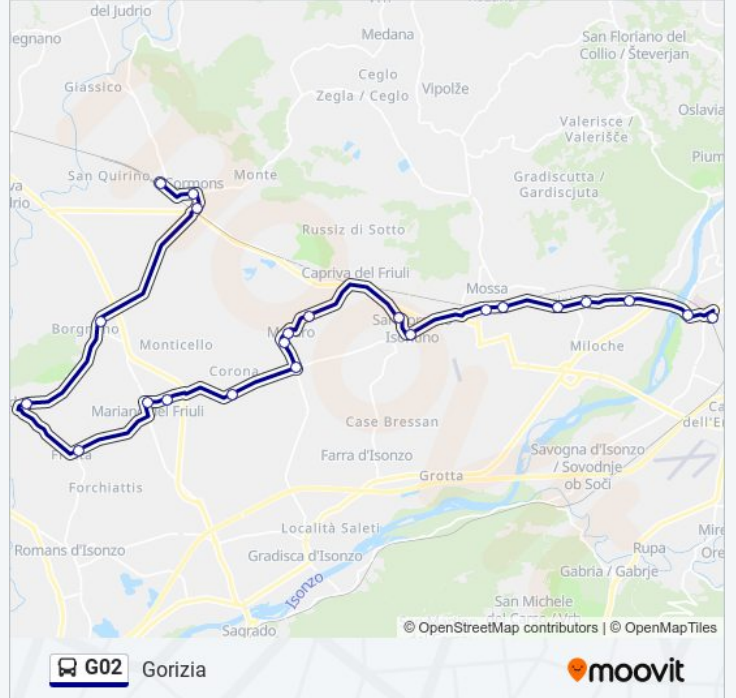 del Judrio
Medana
San Floriano del
Collio / Števerjan
Ceglo
Giassico
Zegla / Ceglo
Vipolže
Oslavia
Valerisce /
Valerišče
San Quirino
Cormons
Monte
Gradiscutta /
Gardiscjuta
Russiz di Sotto
Capriva del Friuli
Mossa
Borgnano
Isontino
Monticello
Miloche
Corona
Mariano del Friuli
Case Bressan
Farra d'Isonzo
Savogna d'Isonzo
/ Sovodnje
ob Soči
Grotta
Forchiattis
Località Saleti
Romans d'Isonzo
Gradisca d'Isonzo
Rupa
Gabria / Gabrje
Isonzo
San Michele
Sagrado
© OpenStreetMap contributors | © OpenMapTiles
G02 Gorizia
moovit